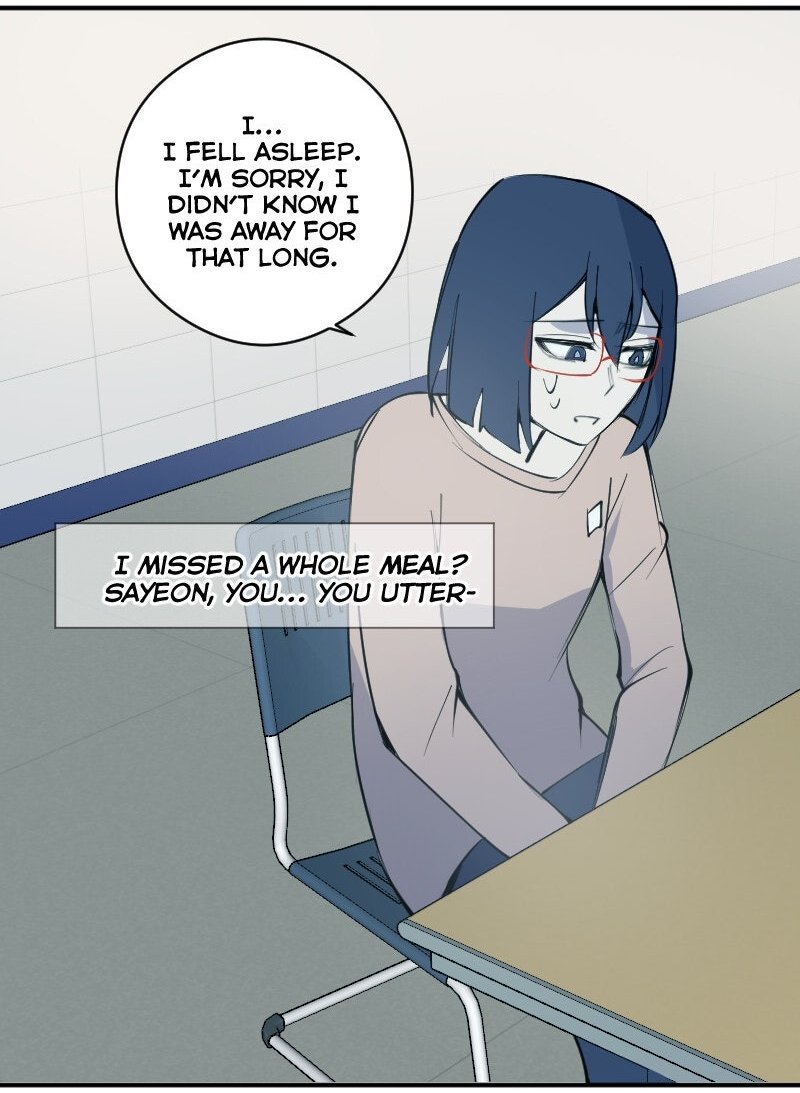 I...
I FELL ASLEEP.
I'M SORRY, I
DIDN'T KNOW I
WAS AWAY FOR
THAT LONG.
I MISSED A WHOLE MEAL?
SAYEON, YOU... YOU UTTER-